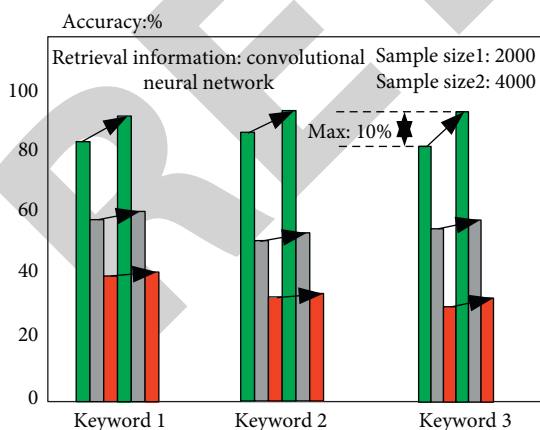 Accuracy:%
Retrieval information: convolutional neural network
Sample size1: 2000
Sample size2: 4000
Max: 10%
100
80
60
40
20
0
Keyword 1 Keyword 2 Keyword 3